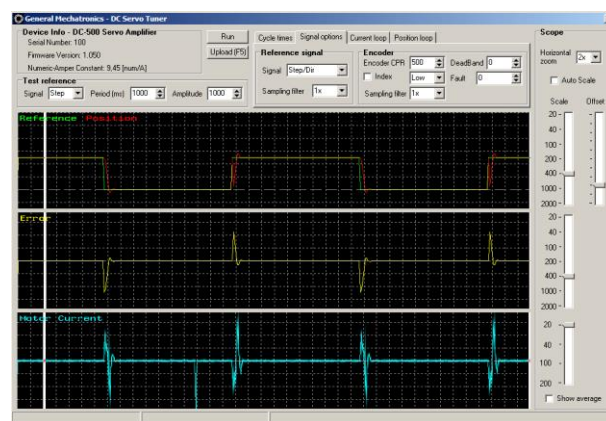 General Mechatronics - DC Servo Tuner
Device Info - DC-500 Servo Amplifier
Serial Number: 100
Firmware Version: 1.050
Numeric-Amper Constant: 9,45 [num/A]
Run
Upload (F5)
Test reference
Signal Step Period (ms) 1000 Amplitude 1000
Cycle times Signal options Current loop Position loop
Reference signal
Signal Step/Dir
Sampling filter 1x
Encoder
Encoder CPR 500 DeadBand 0
Index Low Fault 0
Sampling filter 1x
Scope
Horizontal zoom 2x
Auto Scale
Scale Offset
20
40
100
200
400
1000
2000
Reference Position
Error
20
40
100
200
400
1000
2000
Motor Current
20
40
100
200
Show average